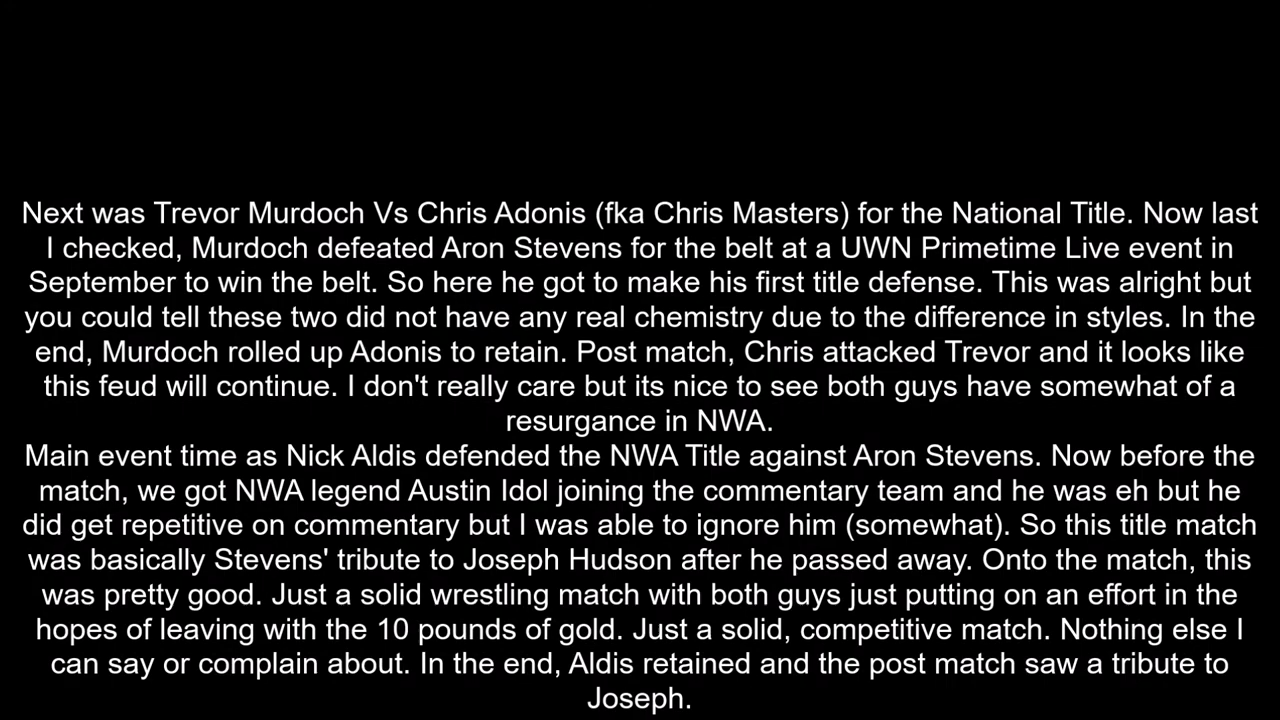 Next was Trevor Murdoch Vs Chris Adonis (fka Chris Masters) for the National Title. Now last
I checked, Murdoch defeated Aron Stevens for the belt at a UWN Primetime Live event in
September to win the belt. So here he got to make his first title defense. This was alright but
you could tell these two did not have any real chemistry due to the difference in styles. In the
end, Murdoch rolled up Adonis to retain. Post match, Chris attacked Trevor and it looks like
this feud will continue. I don't really care but its nice to see both guys have somewhat of a
resurgance in NWA.
Main event time as Nick Aldis defended the NWA Title against Aron Stevens. Now before the
match, we got NWA legend Austin Idol joining the commentary team and he was eh but he
did get repetitive on commentary but I was able to ignore him (somewhat). So this title match
was basically Stevens' tribute to Joseph Hudson after he passed away. Onto the match, this
was pretty good. Just a solid wrestling match with both guys just putting on an effort in the
hopes of leaving with the 10 pounds of gold. Just a solid, competitive match. Nothing else I
can say or complain about. In the end, Aldis retained and the post match saw a tribute to
Joseph.